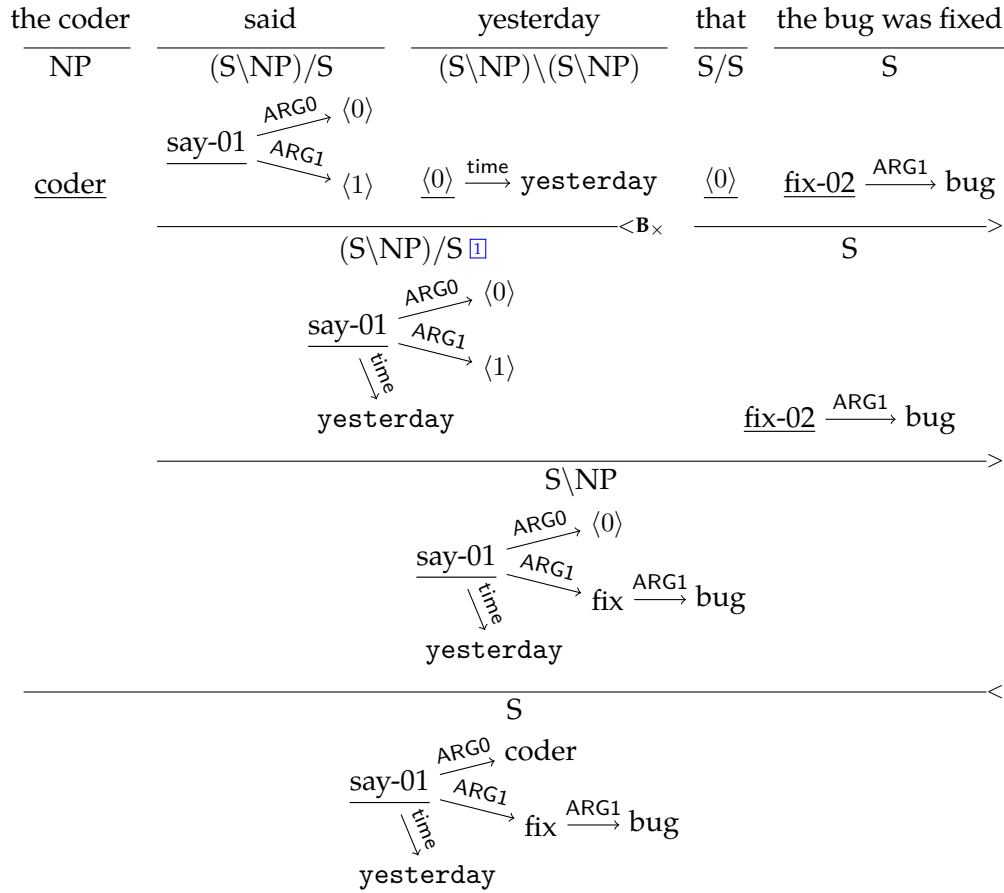 the coder said yesterday that the bug was fixed
NP (S\NP)/S (S\NP)\(S\NP) S/S S
ARG0 ⟨0⟩
say-01
ARG1
coder ⟨1⟩ ⟨0⟩ time yesterday ⟨0⟩ fix-02 ARG1 bug
<B× >
(S\NP)/S 1 S
ARG0 ⟨0⟩
say-01
ARG1 ⟨1⟩
time
yesterday fix-02 ARG1 bug
>
S\NP
ARG0 ⟨0⟩
say-01
ARG1 fix ARG1 bug
time
yesterday
<
S
ARG0 coder
say-01
ARG1 fix ARG1 bug
time
yesterday